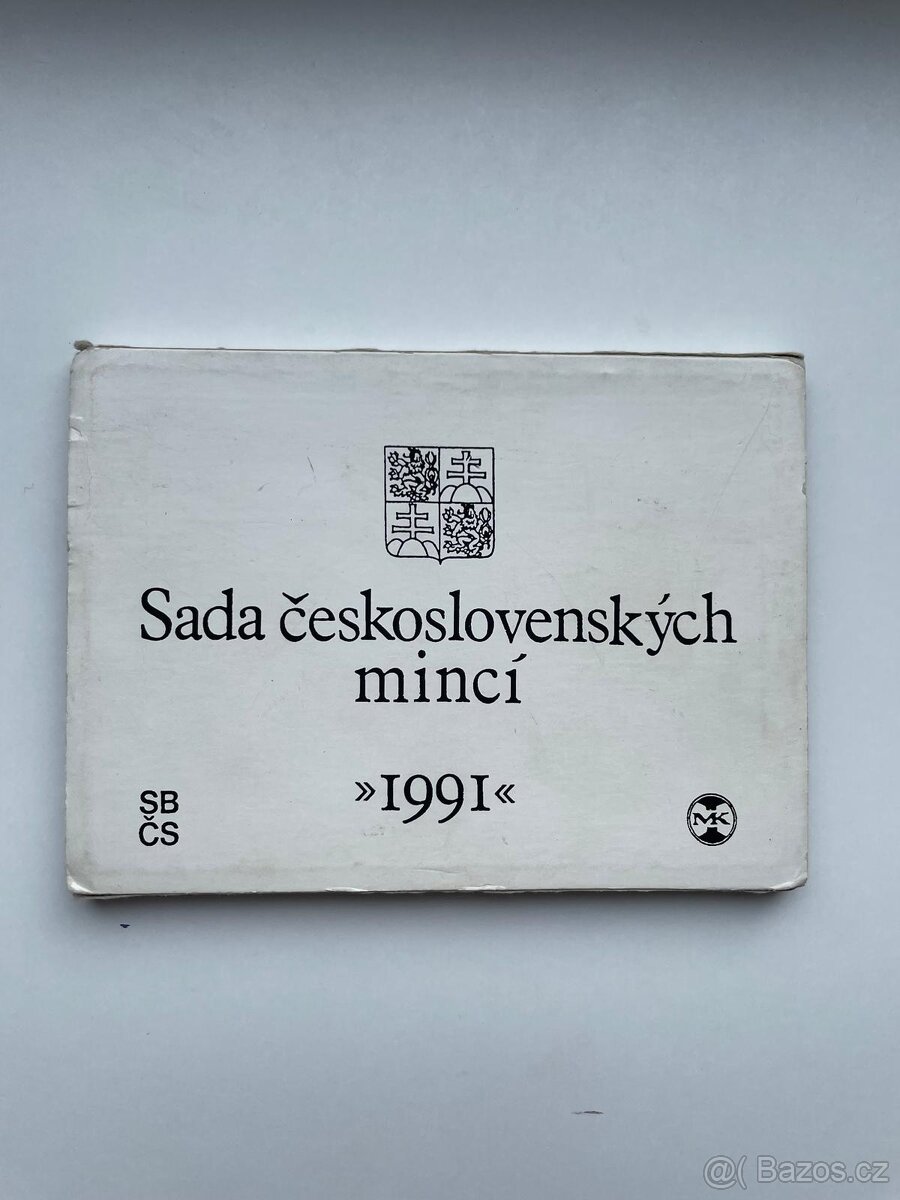 Sada československých
mincí
»1991«
SB
ČS
MK
@( Bazos.cz